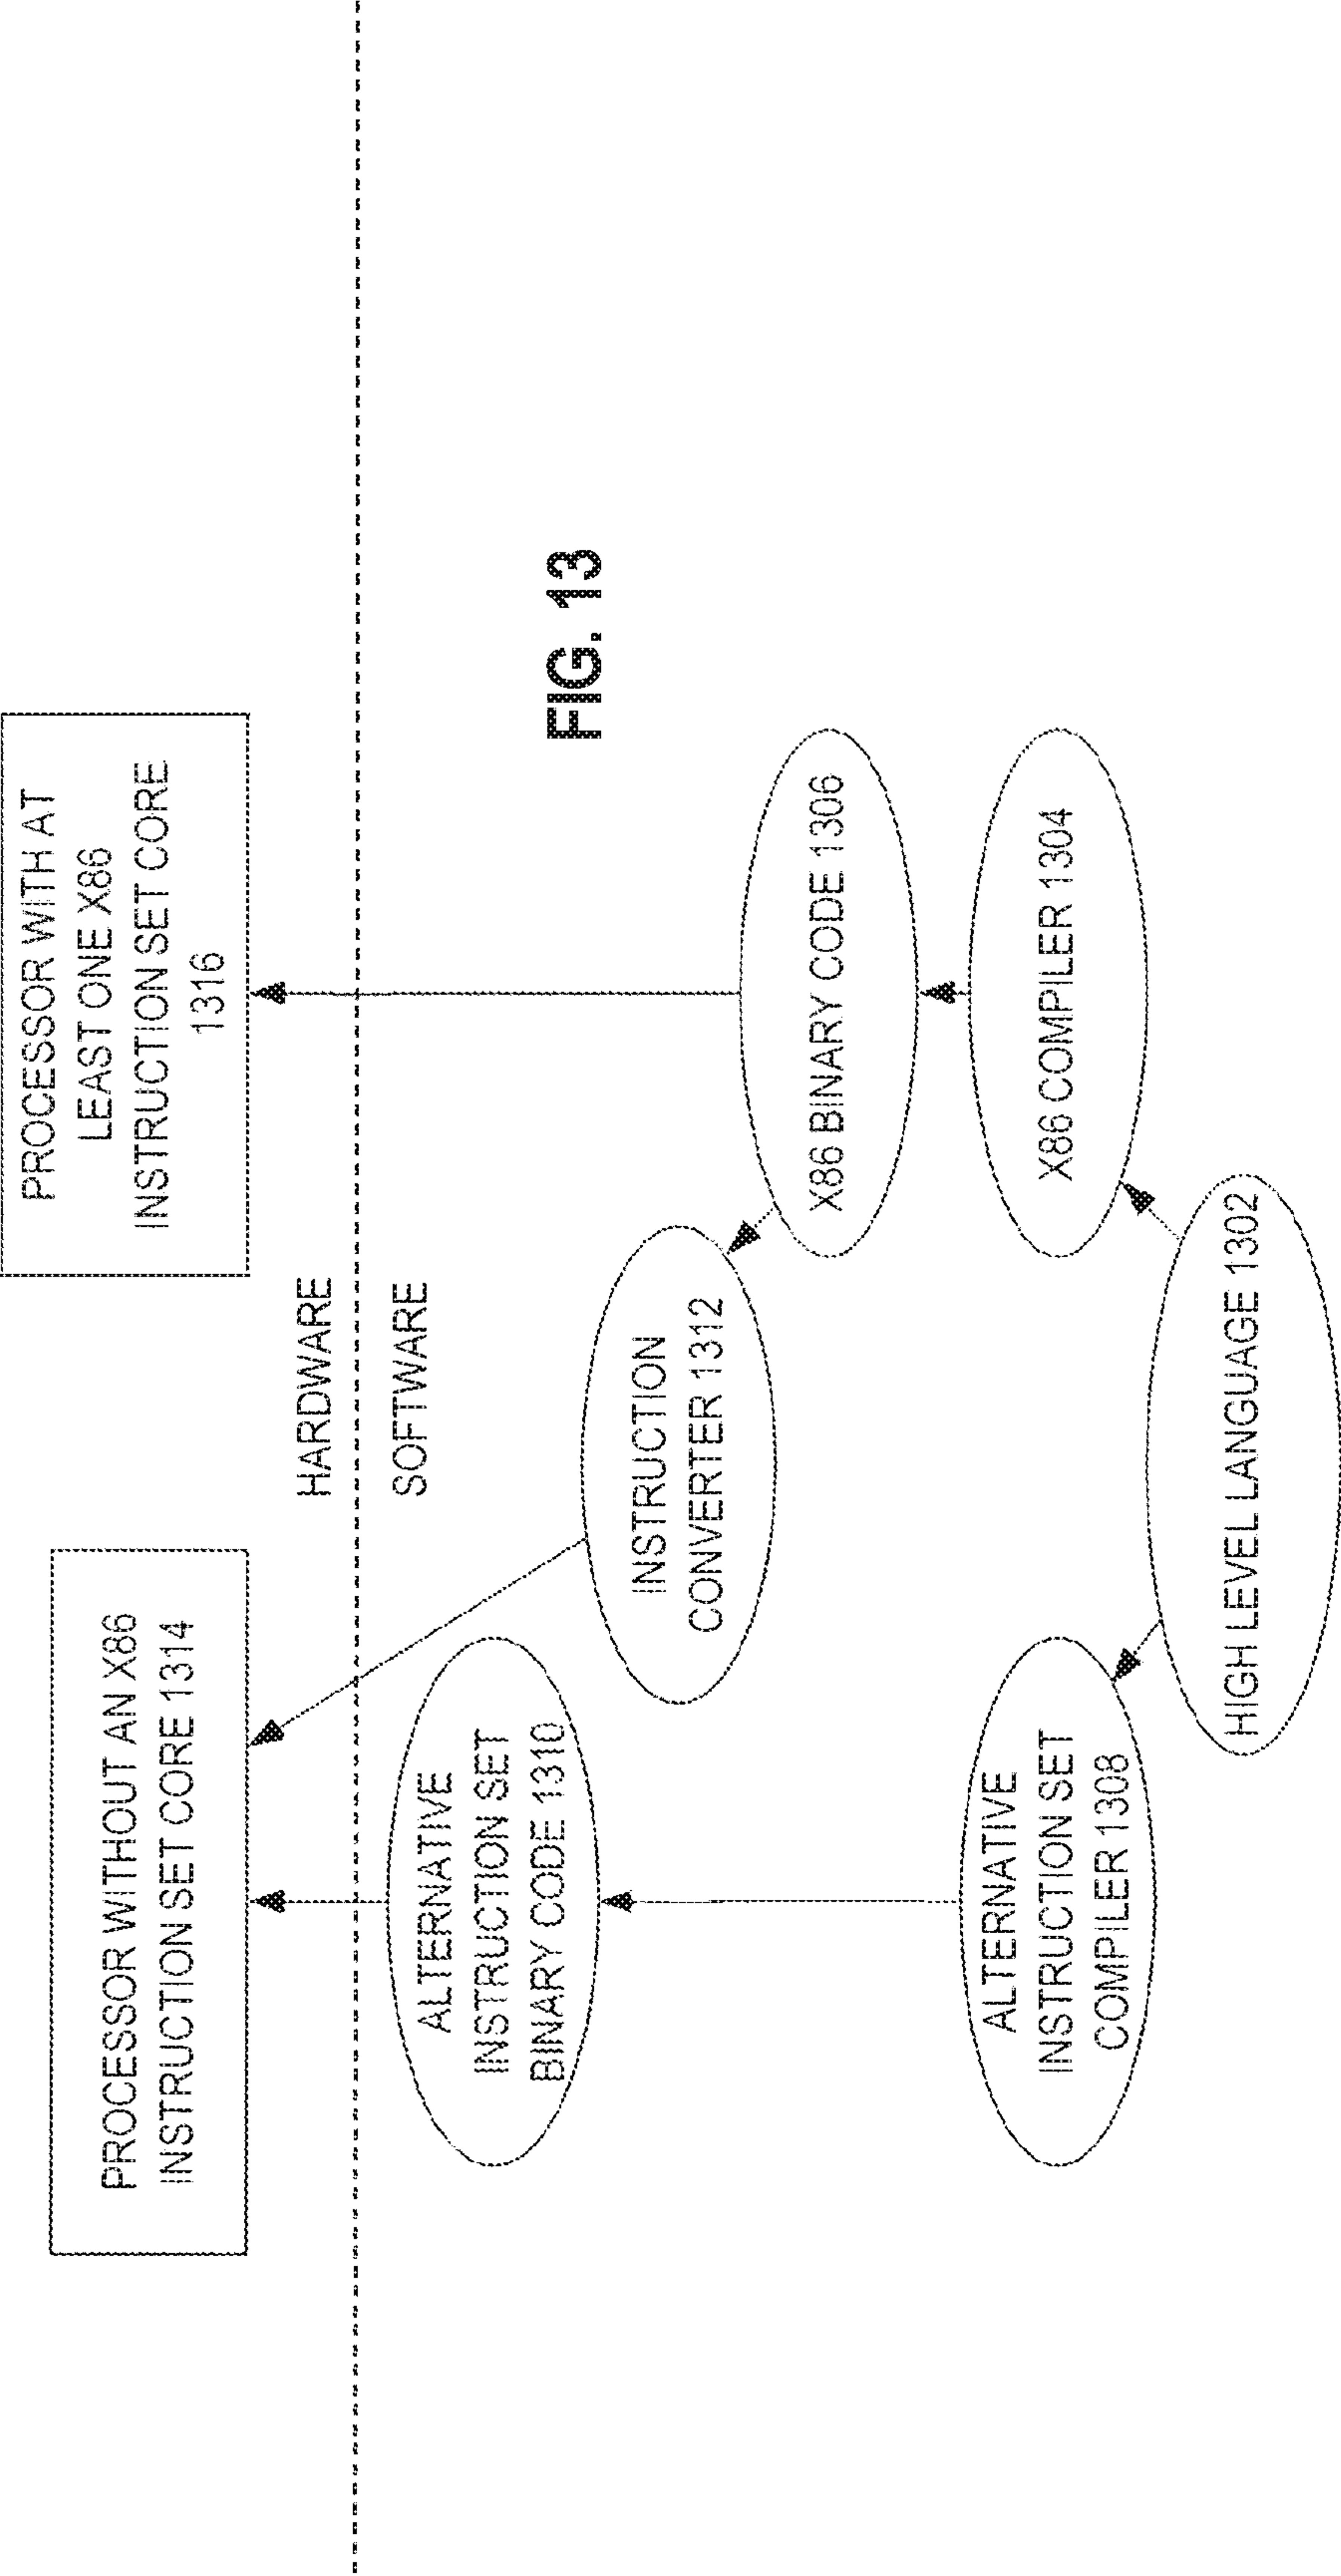 PROCESSOR WITHOUT AN X86
INSTRUCTION SET CORE 1314
PROCESSOR WITH AT
LEAST ONE X86
INSTRUCTION SET CORE
1316
HARDWARE
SOFTWARE
ALTERNATIVE
INSTRUCTION SET
BINARY CODE 1310
INSTRUCTION
CONVERTER 1312
FIG. 13
X86 BINARY CODE 1306
ALTERNATIVE
INSTRUCTION SET
COMPILER 1308
X86 COMPILER 1304
HIGH LEVEL LANGUAGE 1302